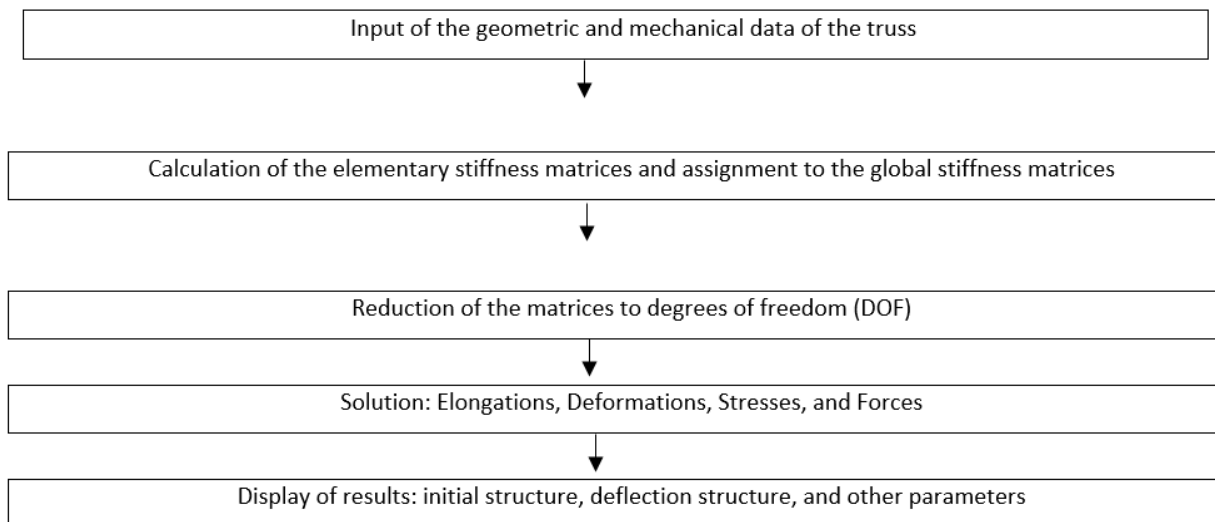 Input of the geometric and mechanical data of the truss
Calculation of the elementary stiffness matrices and assignment to the global stiffness matrices
Reduction of the matrices to degrees of freedom (DOF)
Solution: Elongations, Deformations, Stresses, and Forces
Display of results: initial structure, deflection structure, and other parameters